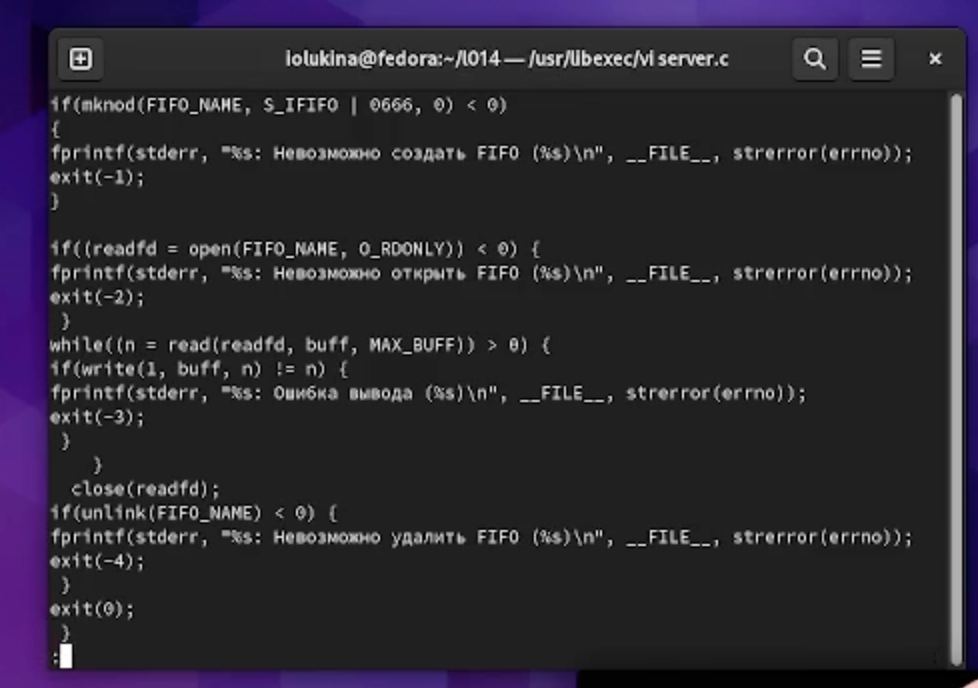 iolukina@fedora:~/l014 — /usr/libexec/vi server.c
if(mknod(FIFO_NAME, S_IFIFO | 0666, 0) < 0)
{
fprintf(stderr, "%s: Невозможно создать FIFO (%s)\n", __FILE__, strerror(errno));
exit(-1);
}
if((readfd = open(FIFO_NAME, O_RDONLY)) < 0) {
fprintf(stderr, "%s: Невозможно открыть FIFO (%s)\n", __FILE__, strerror(errno));
exit(-2);
}
while((n = read(readfd, buff, MAX_BUFF)) > 0) {
if(write(1, buff, n) != n) {
fprintf(stderr, "%s: Ошибка вывода (%s)\n", __FILE__, strerror(errno));
exit(-3);
}
}
close(readfd);
if(unlink(FIFO_NAME) < 0) {
fprintf(stderr, "%s: Невозможно удалить FIFO (%s)\n", __FILE__, strerror(errno));
exit(-4);
}
exit(0);
}
: